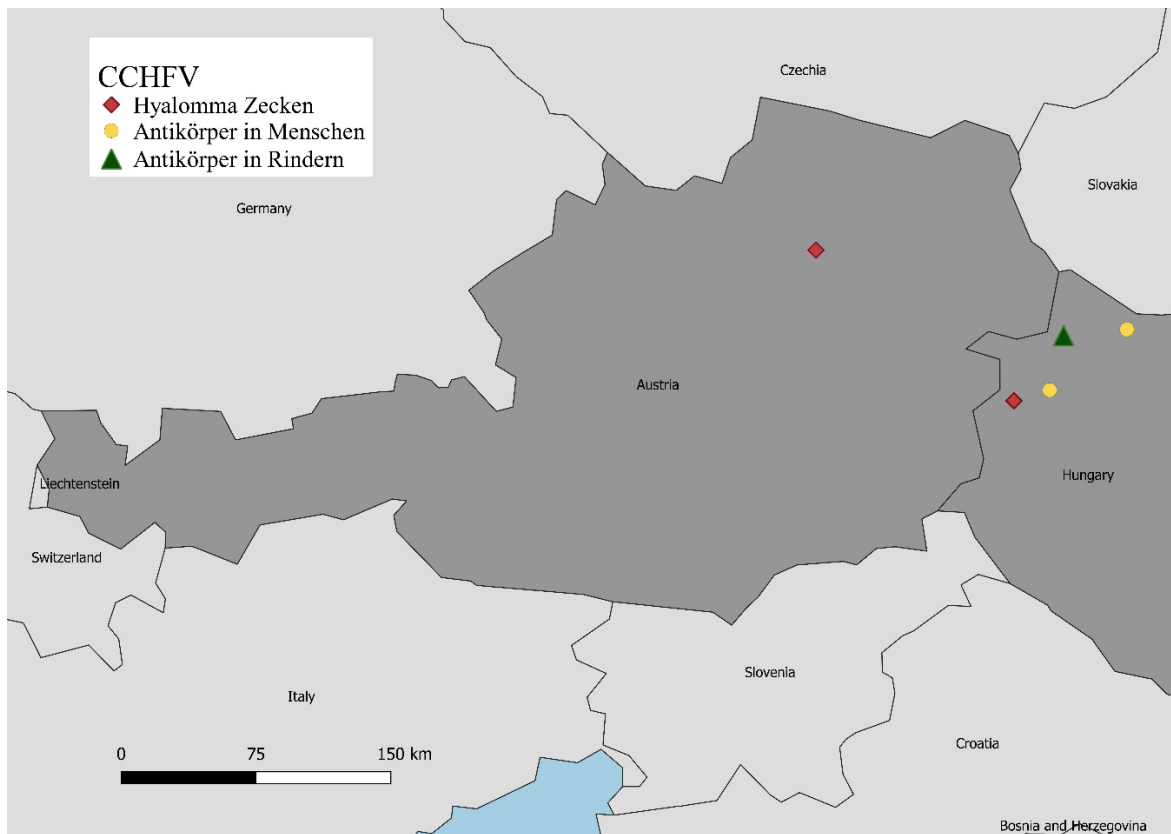 CCHFV
Hyalomma Zecken
Antikörper in Menschen
Antikörper in Rindern
Czechia
Slovakia
Germany
Austria
Hungary
Liechtenstein
Switzerland
Slovenia
Italy
Croatia
0 75 150 km
Bosnia and Herzegovina